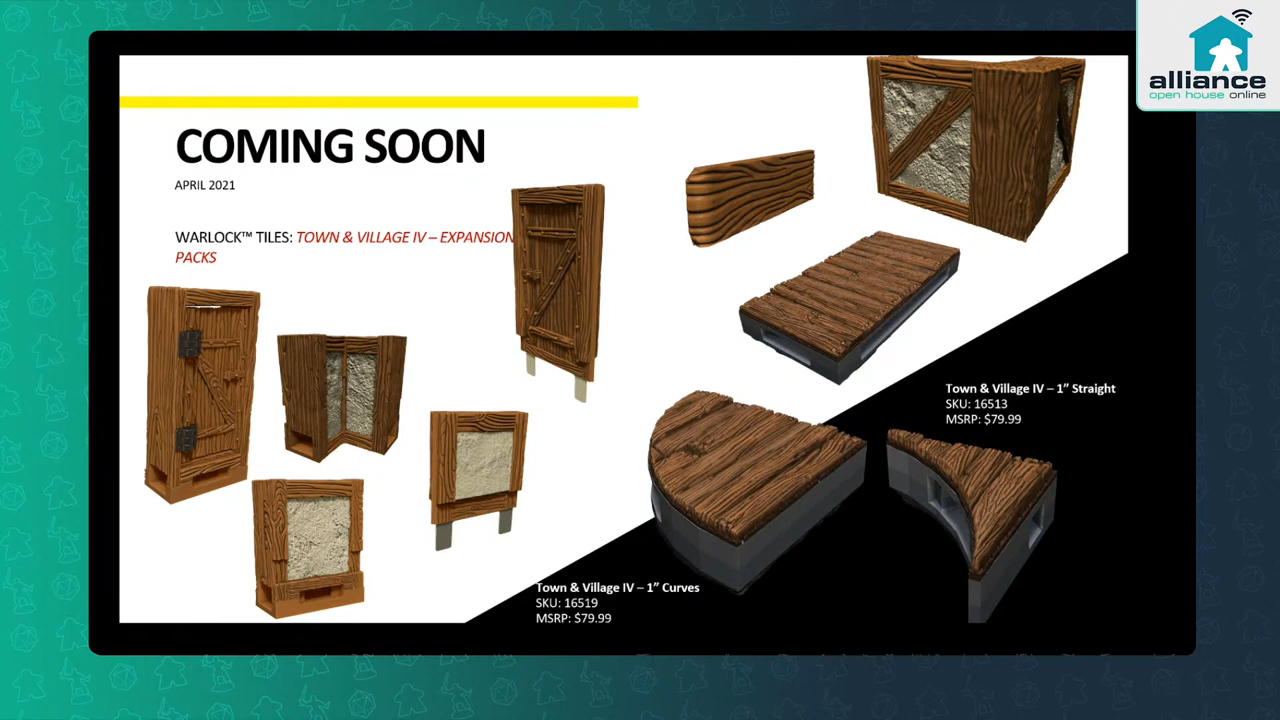 alliance
open house online
COMING SOON
APRIL 2021
WARLOCK™ TILES: TOWN & VILLAGE IV – EXPANSION
PACKS
Town & Village IV – 1” Straight
SKU: 16513
MSRP: $79.99
Town & Village IV – 1” Curves
SKU: 16519
MSRP: $79.99